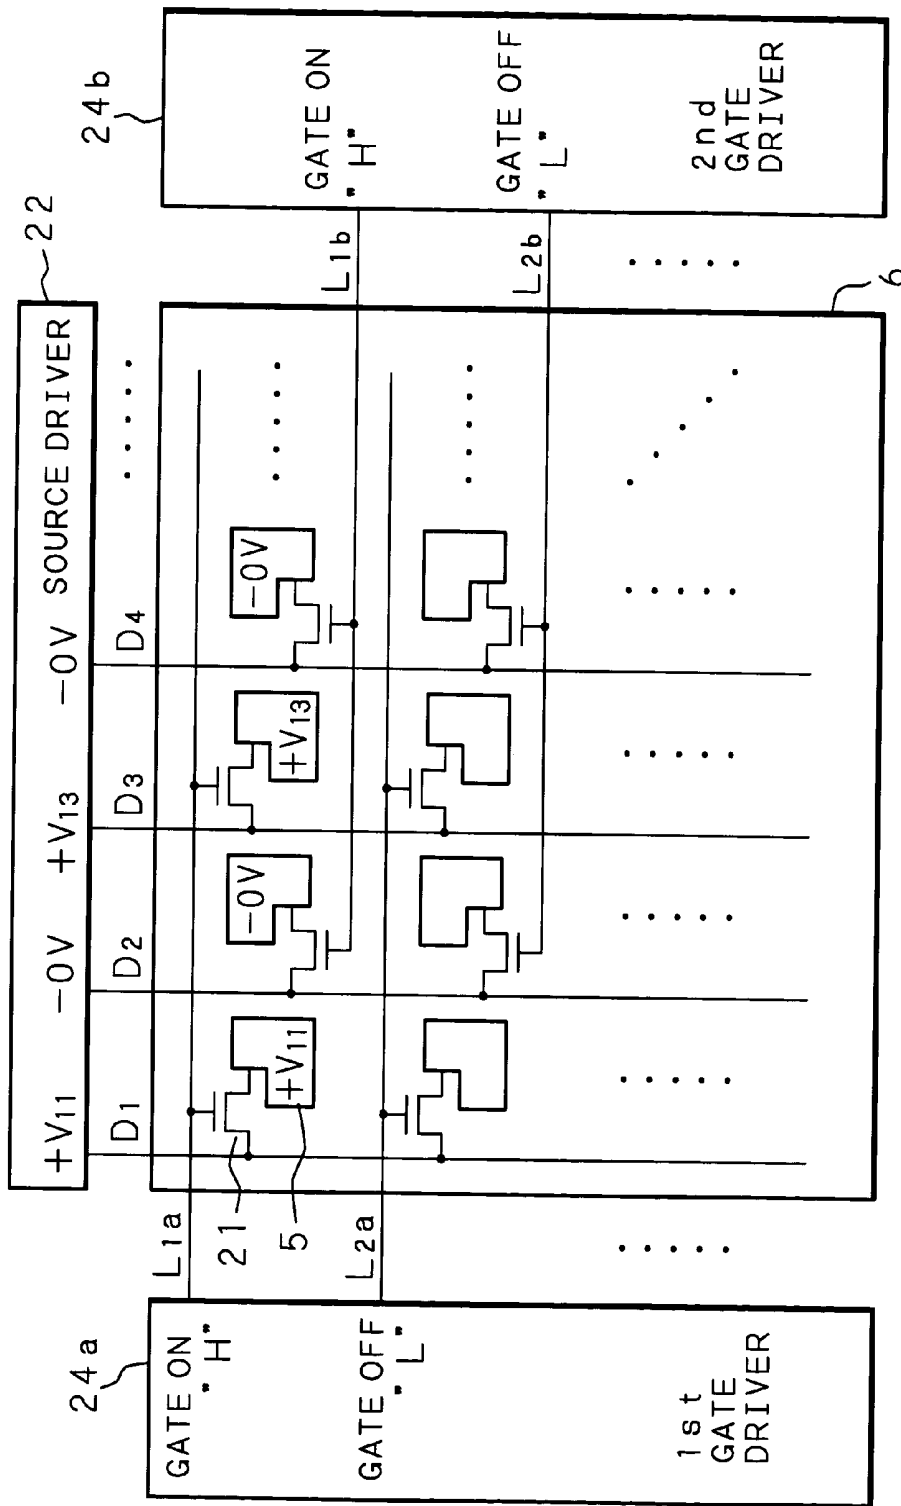 22
+V11 -0V +V13 -0V SOURCE DRIVER
D1 D2 D3 D4
24a
GATE ON
"H"
GATE OFF
"L"
1st
GATE
DRIVER
L1a
L2a
21
5
+V11
-0V
+V13
-0V
L1b
L2b
24b
GATE ON
"H"
GATE OFF
"L"
2nd
GATE
DRIVER
6